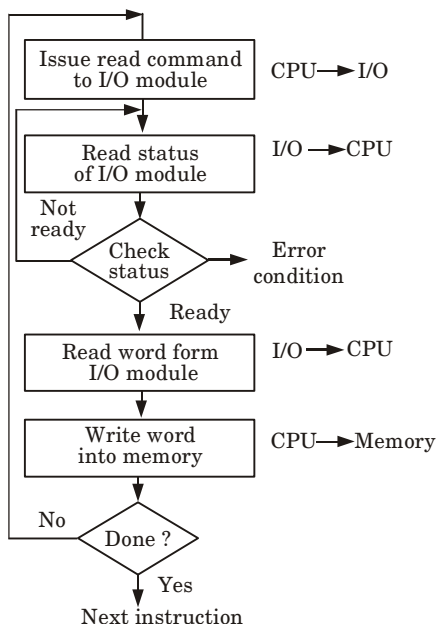 Issue read command
to I/O module
CPU I/O
Read status
of I/O module
I/O CPU
Not
ready
Check
status
Error
condition
Ready
Read word form
I/O module
I/O CPU
Write word
into memory
CPU Memory
No
Done ?
Yes
Next instruction